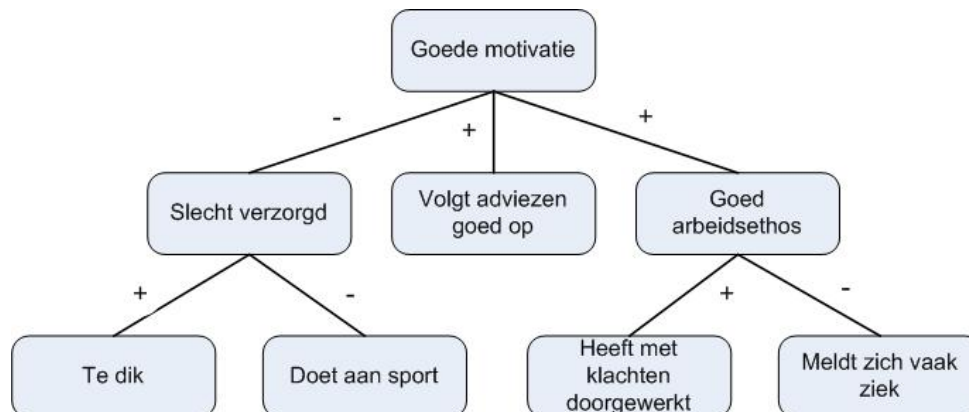 Goede motivatie
-
+
+
Slecht verzorgd
Volgt adviezen
goed op
Goed
arbeidsethos
+
-
+
-
Te dik
Doet aan sport
Heeft met
klachten
doorgewerkt
Meldt zich vaak
ziek